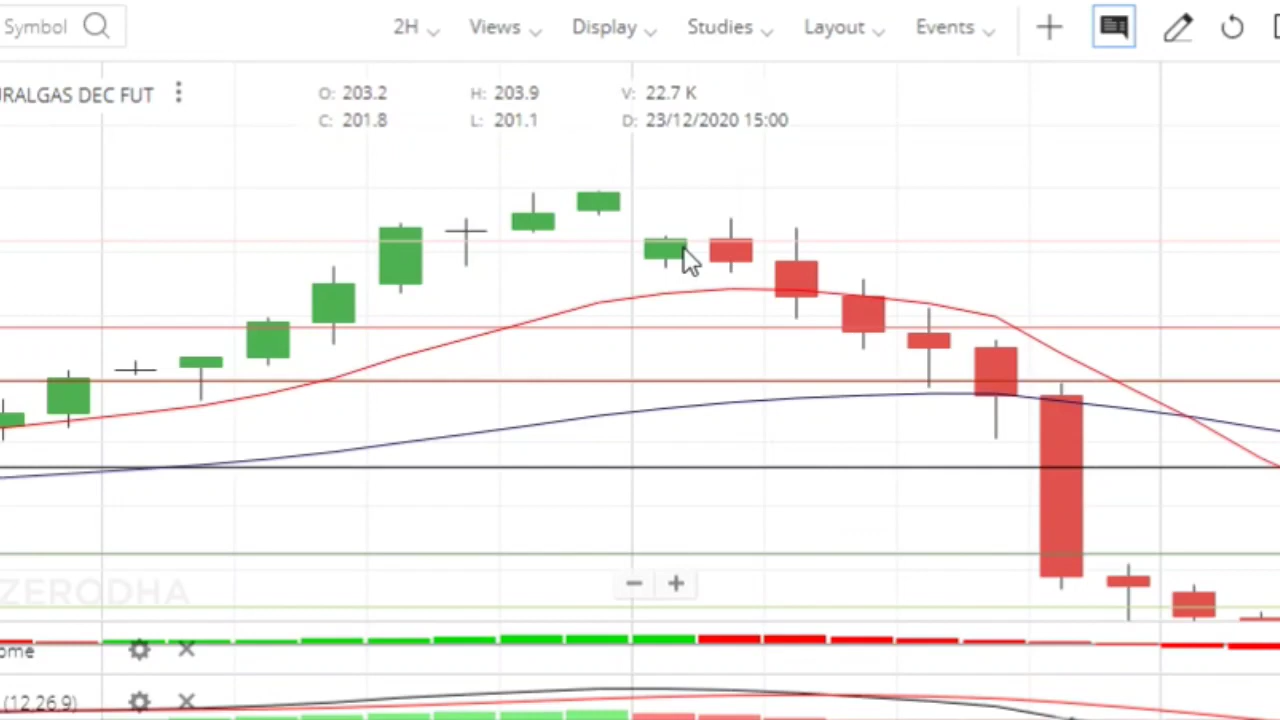 Symbol 2H Views Display Studies Layout Events
URALGAS DEC FUT O: 203.2 H: 203.9 V: 22.7 K
C: 201.8 L: 201.1 D: 23/12/2020 15:00
ZERODHA
ome
(12,26,9)